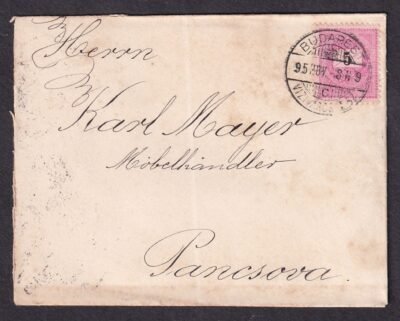 Herrn
BUDAPEST
5
Karl Mayer
Möbelhändler
Pancsova.